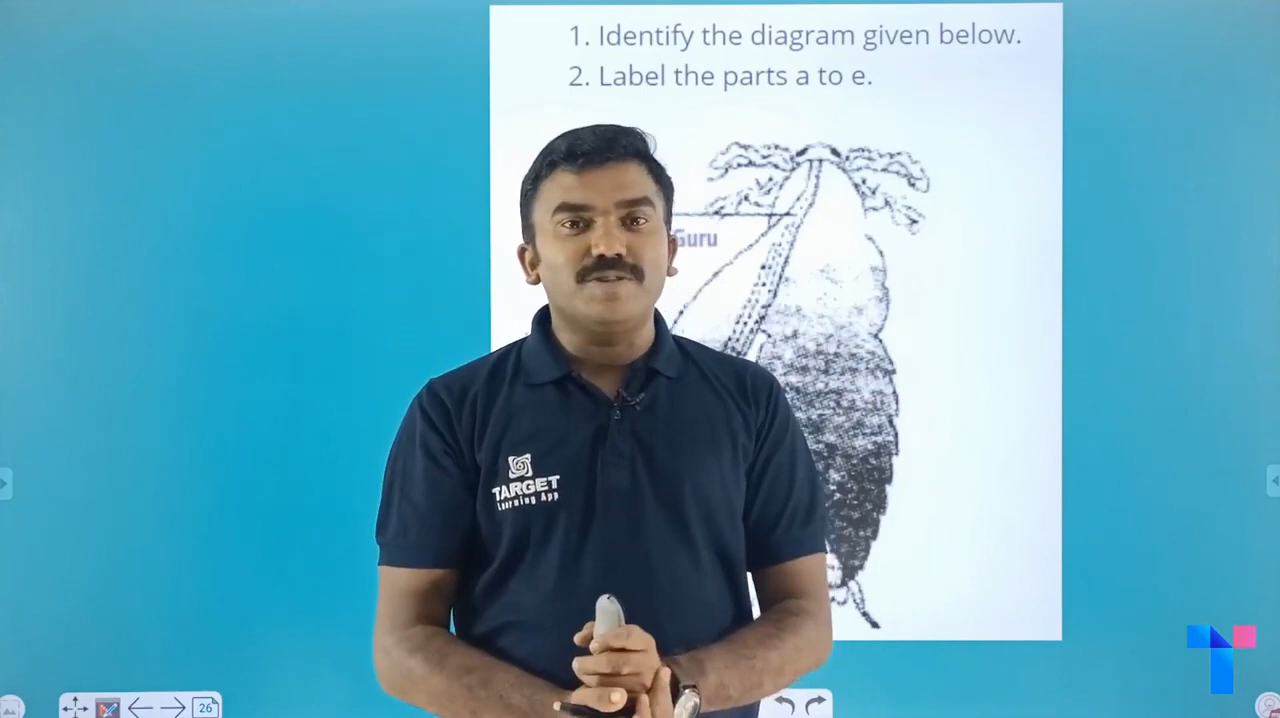 1. Identify the diagram given below.
2. Label the parts a to e.
Guru
TARGET
Learning App
26